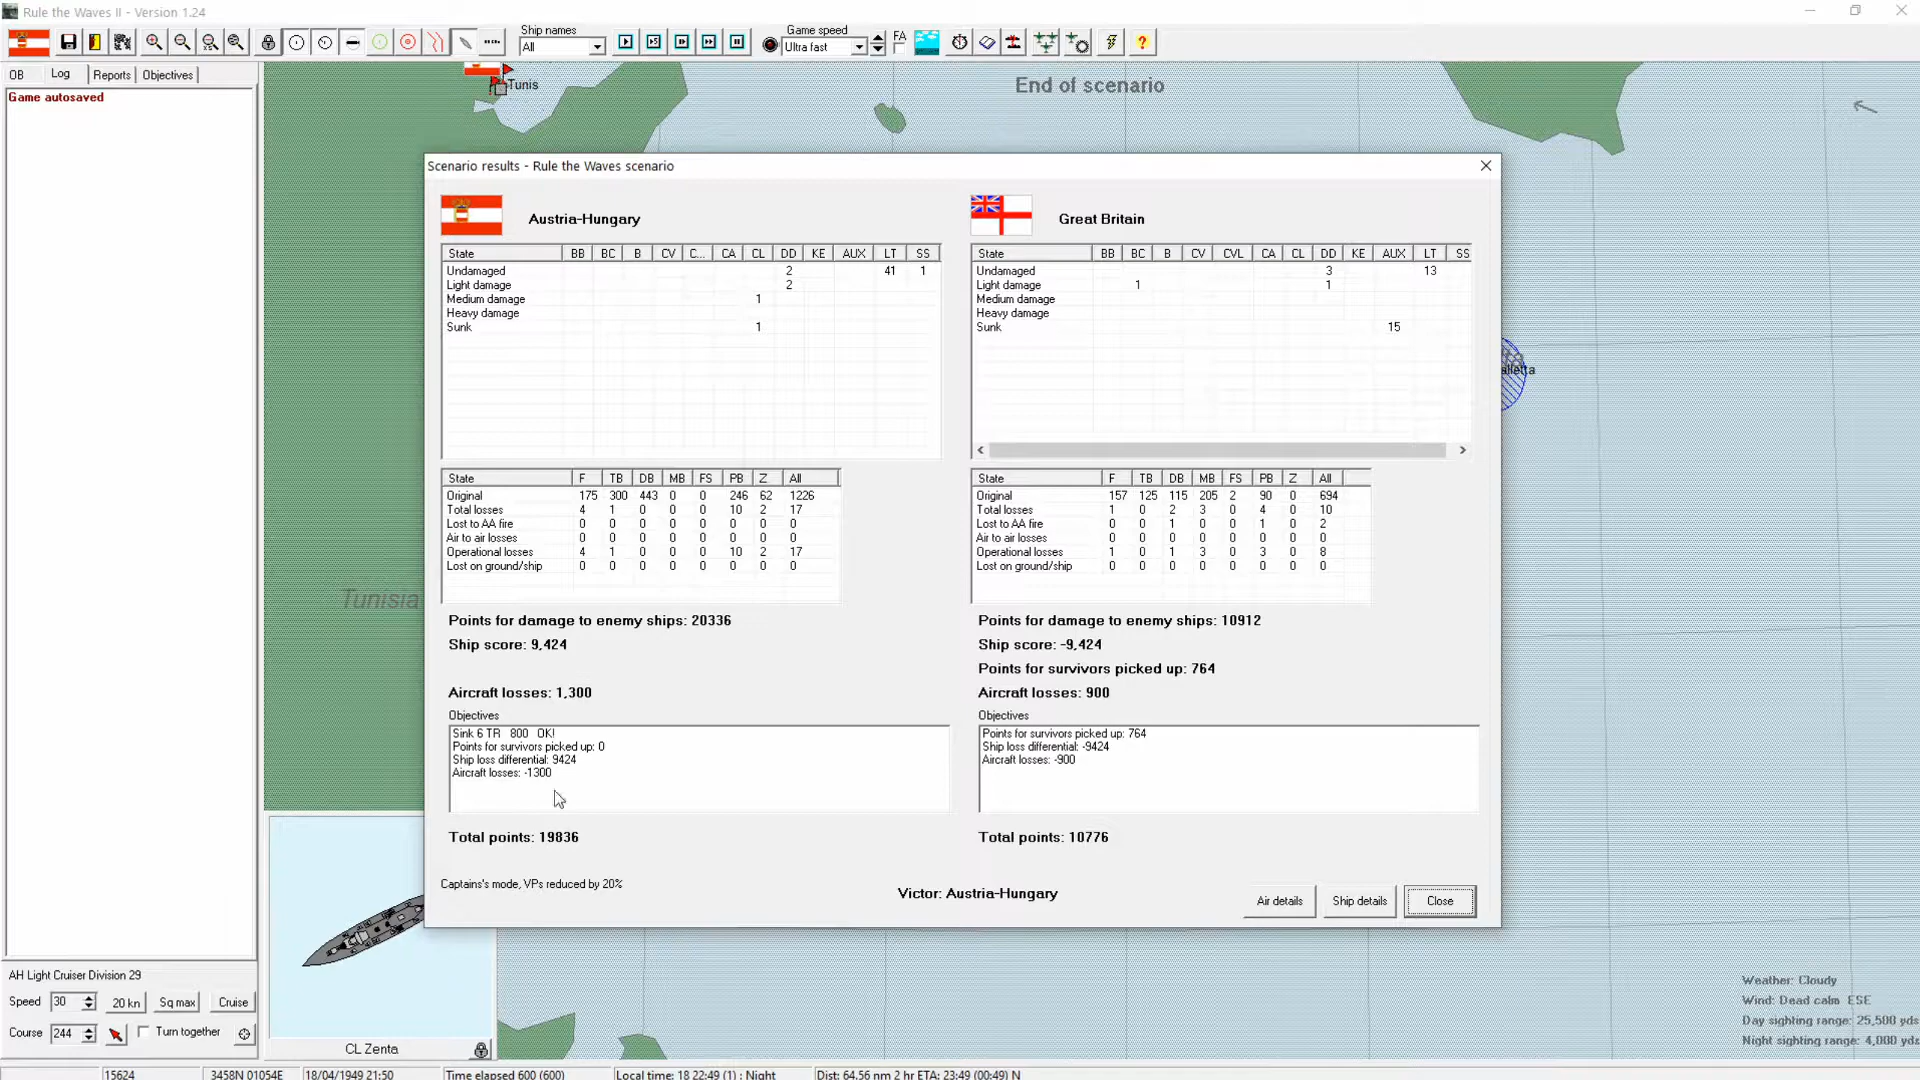 Rule the Waves II - Version 1.24
Ship names
All
Game speed
Ultra fast
FA
OB Log Reports Objectives
Game autosaved
Tunis
End of scenario
Scenario results - Rule the Waves scenario
Austria-Hungary
Great Britain
State BB BC B CV C... CA CL DD KE AUX LT SS
Undamaged 2 41 1
Light damage 2
Medium damage 1
Heavy damage
Sunk 1
State BB BC B CV CVL CA CL DD KE AUX LT SS
Undamaged 3 13
Light damage 1 1
Medium damage
Heavy damage
Sunk 15
alletta
State F TB DB MB FS PB Z All
Original 175 300 443 0 0 246 62 1226
Total losses 4 1 0 0 0 10 2 17
Lost to AA fire 0 0 0 0 0 0 0 0
Air to air losses 0 0 0 0 0 0 0 0
Operational losses 4 1 0 0 0 10 2 17
Lost on ground/ship 0 0 0 0 0 0 0 0
State F TB DB MB FS PB Z All
Original 157 125 115 205 2 90 0 694
Total losses 1 0 2 3 0 4 0 10
Lost to AA fire 0 0 1 0 0 1 0 2
Air to air losses 0 0 0 0 0 0 0 0
Operational losses 1 0 1 3 0 3 0 8
Lost on ground/ship 0 0 0 0 0 0 0 0
Tunisia
Points for damage to enemy ships: 20336
Ship score: 9,424
Aircraft losses: 1,300
Objectives
Sink 6 TR 800 OK!
Points for survivors picked up: 0
Ship loss differential: 9424
Aircraft losses: -1300
Total points: 19836
Points for damage to enemy ships: 10912
Ship score: -9,424
Points for survivors picked up: 764
Aircraft losses: 900
Objectives
Points for survivors picked up: 764
Ship loss differential: -9424
Aircraft losses: -900
Total points: 10776
Captains's mode, VPs reduced by 20%
Victor: Austria-Hungary
Air details Ship details Close
AH Light Cruiser Division 29
Speed 30 20 kn Sq max Cruise
Course 244 Turn together
CL Zenta
Weather: Cloudy
Wind: Dead calm ESE
Day sighting range: 25,500 yds
Night sighting range: 4,000 yds
15624 3458N 01054E 18/04/1949 21:50 Time elapsed 600 (600) Local time: 18 22:49 (1) : Night Dist: 64.56 nm 2 hr ETA: 23:49 (00:49) N